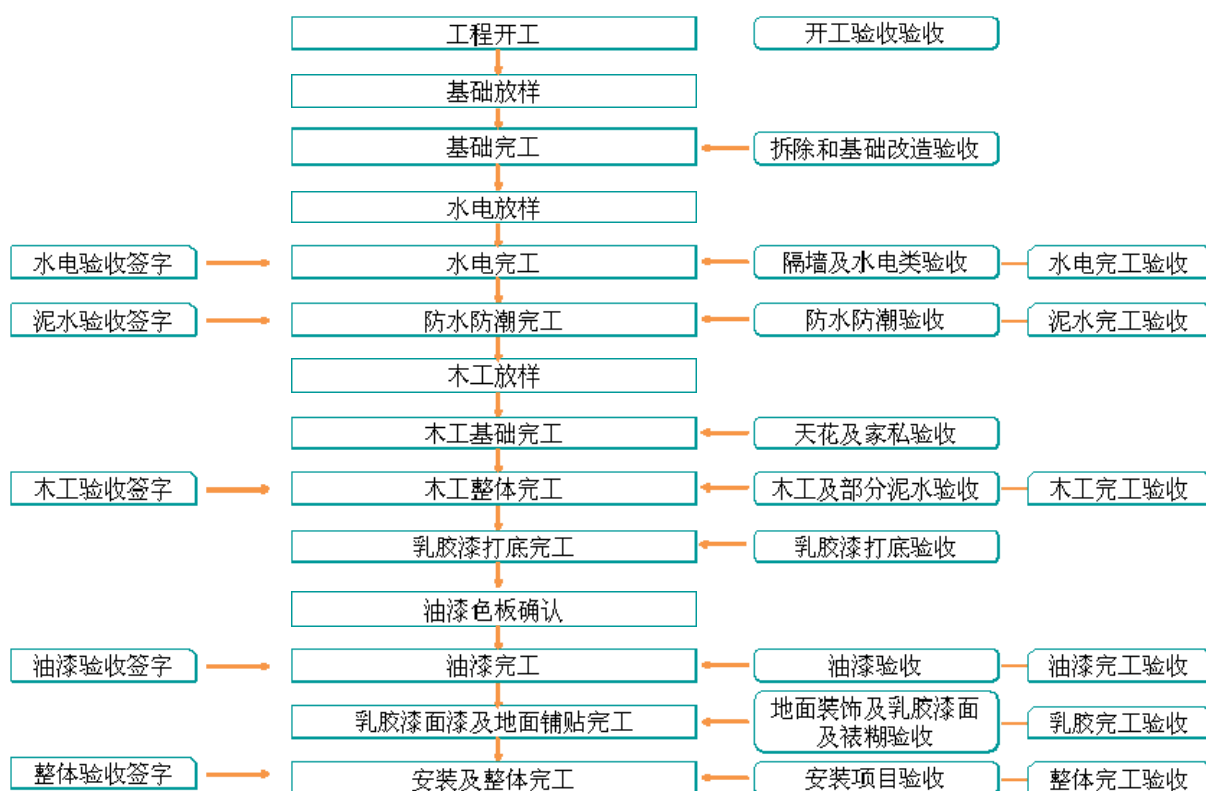 工程开工
开工验收验收
基础放样
基础完工
拆除和基础改造验收
水电放样
水电验收签字
水电完工
隔墙及水电类验收
水电完工验收
泥水验收签字
防水防潮完工
防水防潮验收
泥水完工验收
木工放样
木工基础完工
天花及家私验收
木工验收签字
木工整体完工
木工及部分泥水验收
木工完工验收
乳胶漆打底完工
乳胶漆打底验收
油漆色板确认
油漆验收签字
油漆完工
油漆验收
油漆完工验收
乳胶漆面漆及地面铺贴完工
地面装饰及乳胶漆面
及裱糊验收
乳胶完工验收
整体验收签字
安装及整体完工
安装项目验收
整体完工验收